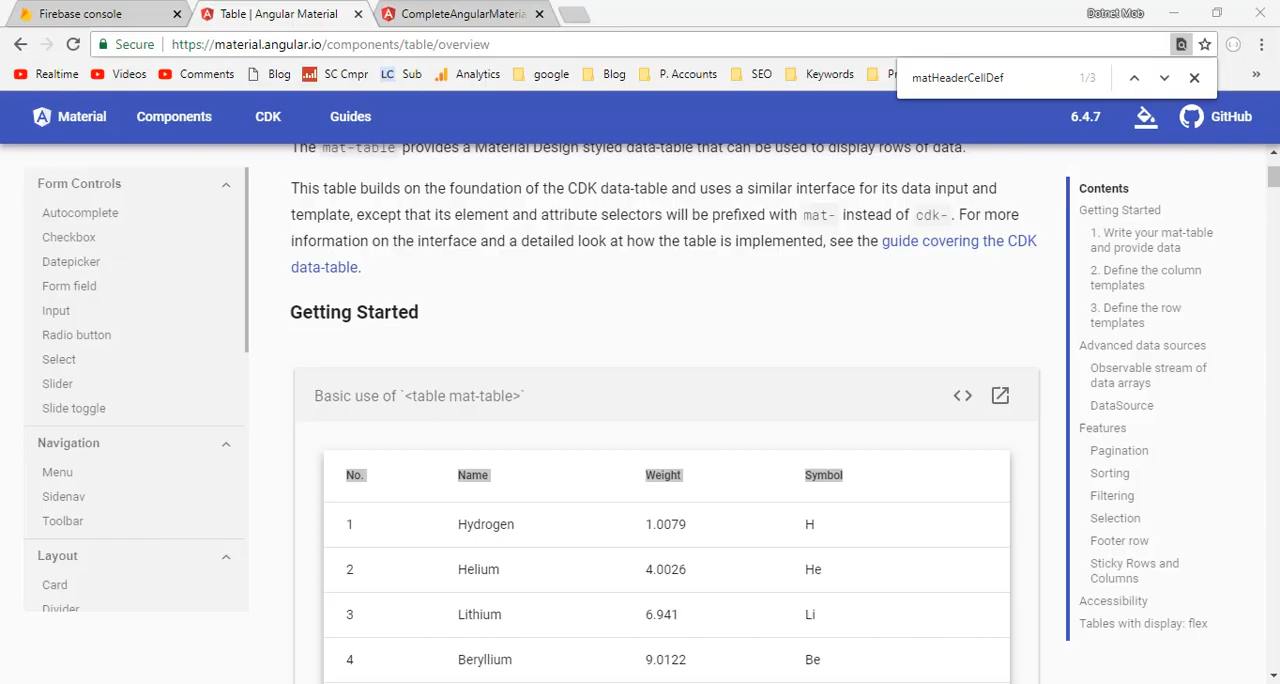 Firebase console
Table | Angular Material
CompleteAngularMateria
Dotnet Mob
Secure
https://material.angular.io/components/table/overview
Realtime
Videos
Comments
Blog
SC Cmpr
LC Sub
Analytics
google
Blog
P. Accounts
SEO
Keywords
matHeaderCellDef
1/3
Material
Components
CDK
Guides
6.4.7
GitHub
Form Controls
Autocomplete
Checkbox
Datepicker
Form field
Input
Radio button
Select
Slider
Slide toggle
Navigation
Menu
Sidenav
Toolbar
Layout
Card
Divider
The mat-table provides a Material Design styled data-table that can be used to display rows of data.
This table builds on the foundation of the CDK data-table and uses a similar interface for its data input and
template, except that its element and attribute selectors will be prefixed with mat- instead of cdk-. For more
information on the interface and a detailed look at how the table is implemented, see the guide covering the CDK
data-table.
Getting Started
Basic use of `<table mat-table>`
No. Name Weight Symbol
1 Hydrogen 1.0079 H
2 Helium 4.0026 He
3 Lithium 6.941 Li
4 Beryllium 9.0122 Be
Contents
Getting Started
1. Write your mat-table
and provide data
2. Define the column
templates
3. Define the row
templates
Advanced data sources
Observable stream of
data arrays
DataSource
Features
Pagination
Sorting
Filtering
Selection
Footer row
Sticky Rows and
Columns
Accessibility
Tables with display: flex